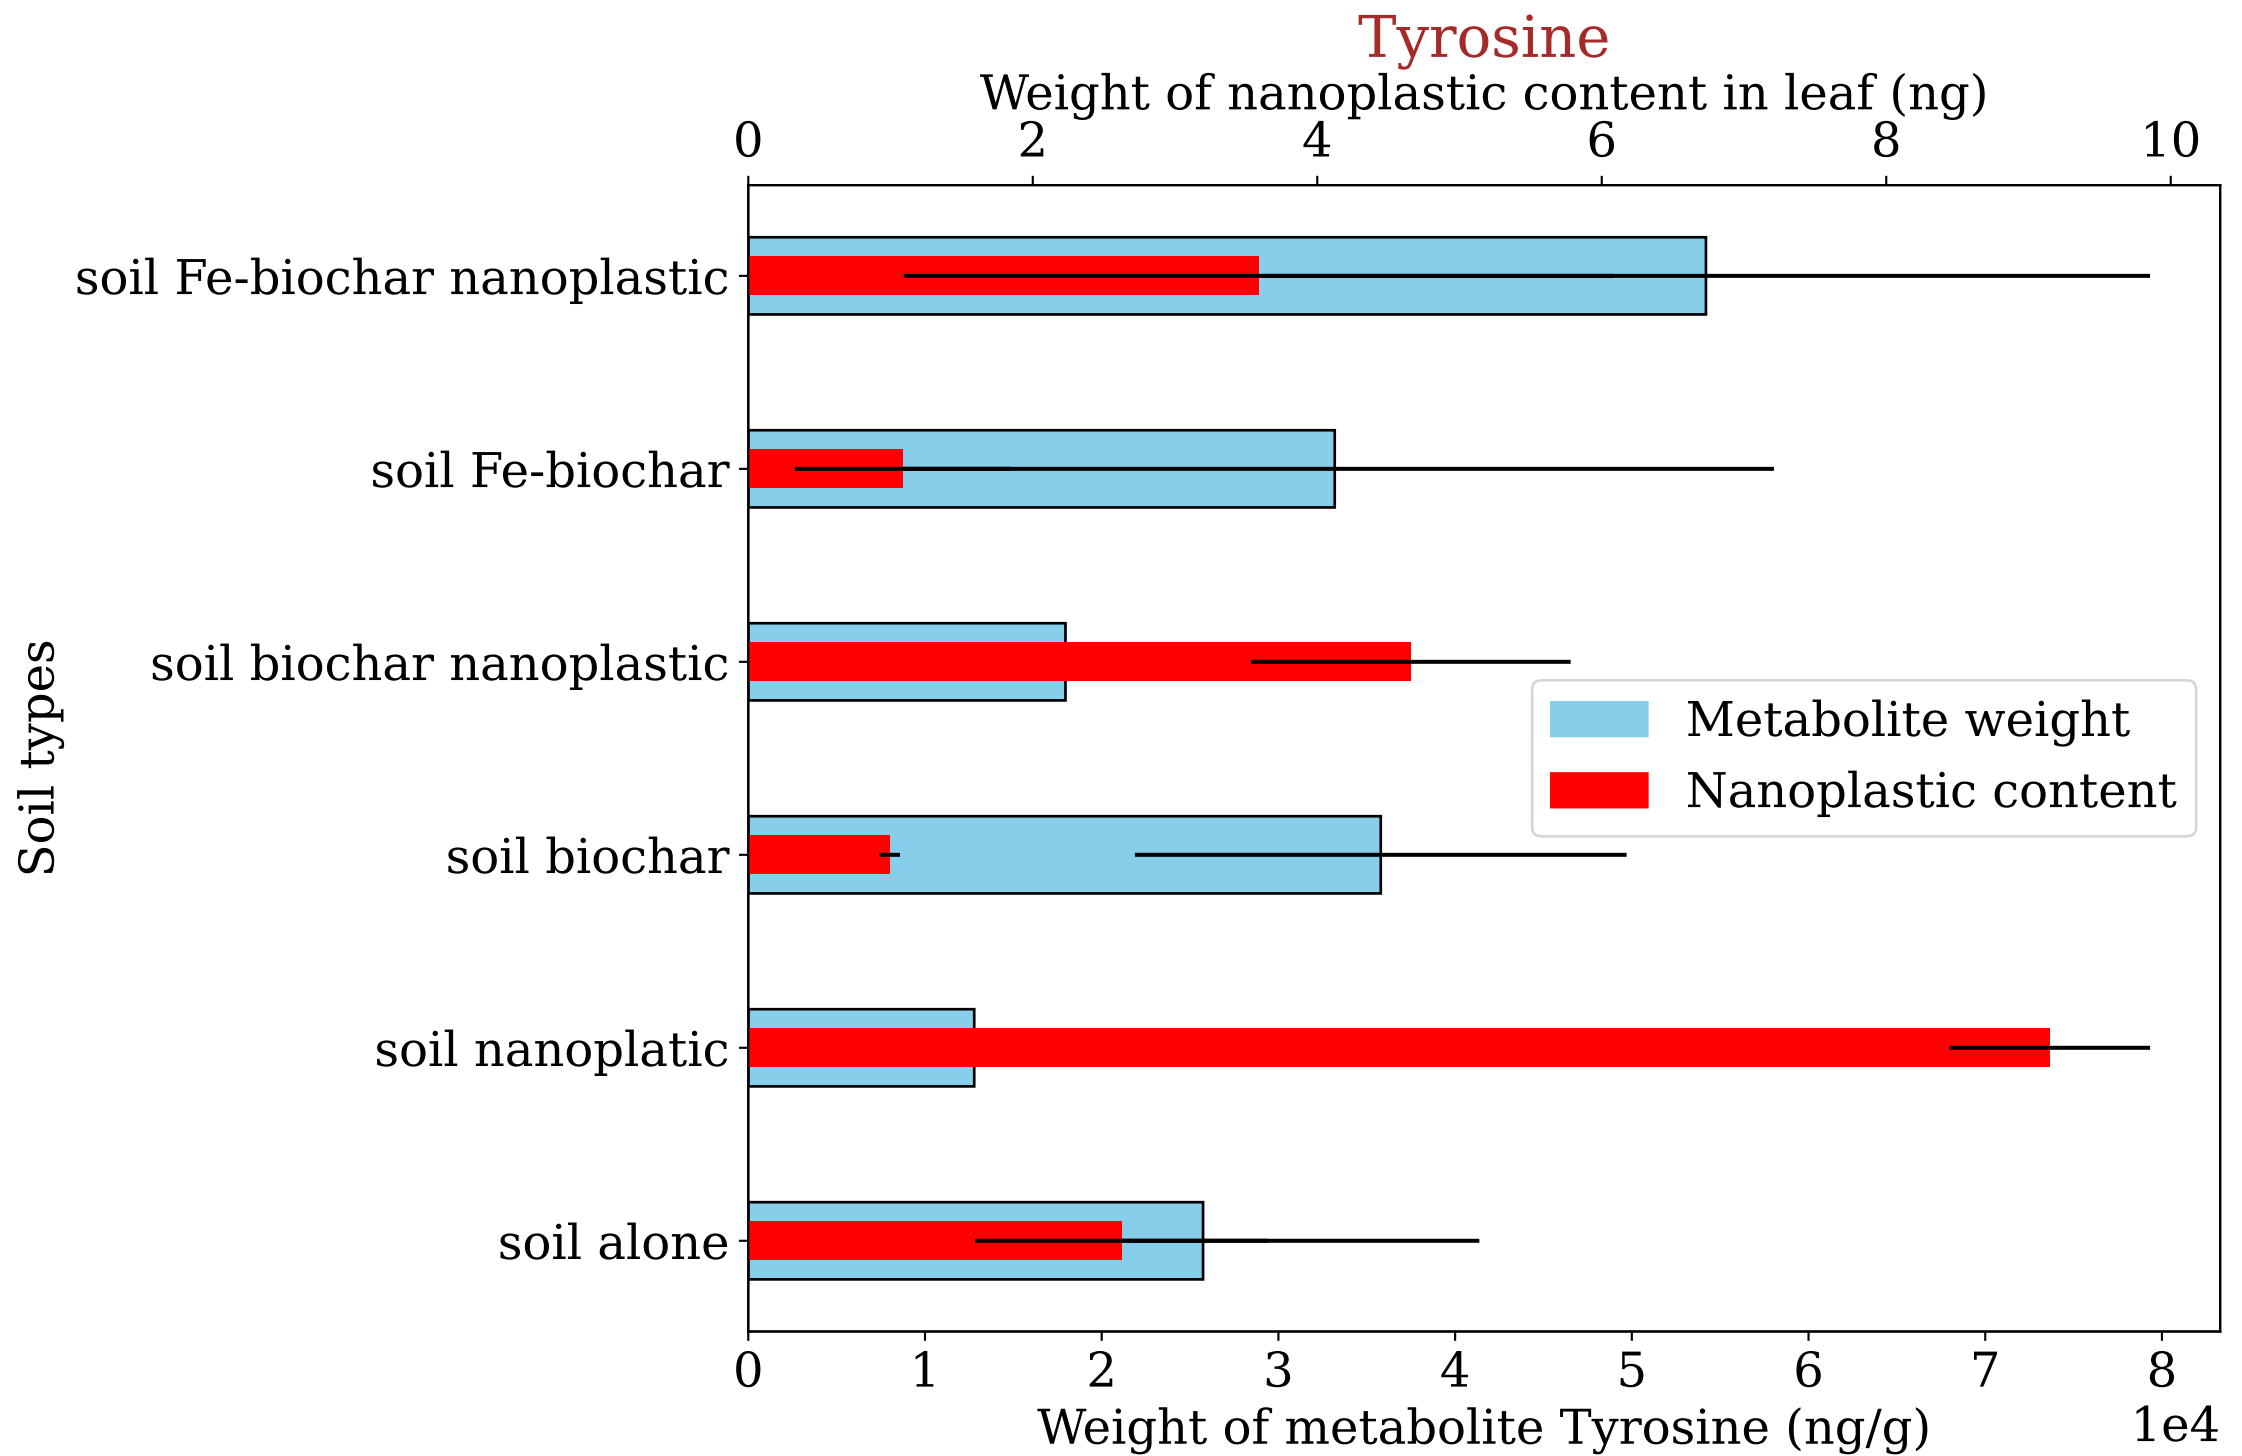 Tyrosine
Weight of nanoplastic content in leaf (ng)
0 2 4 6 8 10
soil Fe-biochar nanoplastic
soil Fe-biochar
soil biochar nanoplastic
soil biochar
soil nanoplatic
soil alone
Soil types
Metabolite weight
Nanoplastic content
0 1 2 3 4 5 6 7 8
Weight of metabolite Tyrosine (ng/g)
1e4